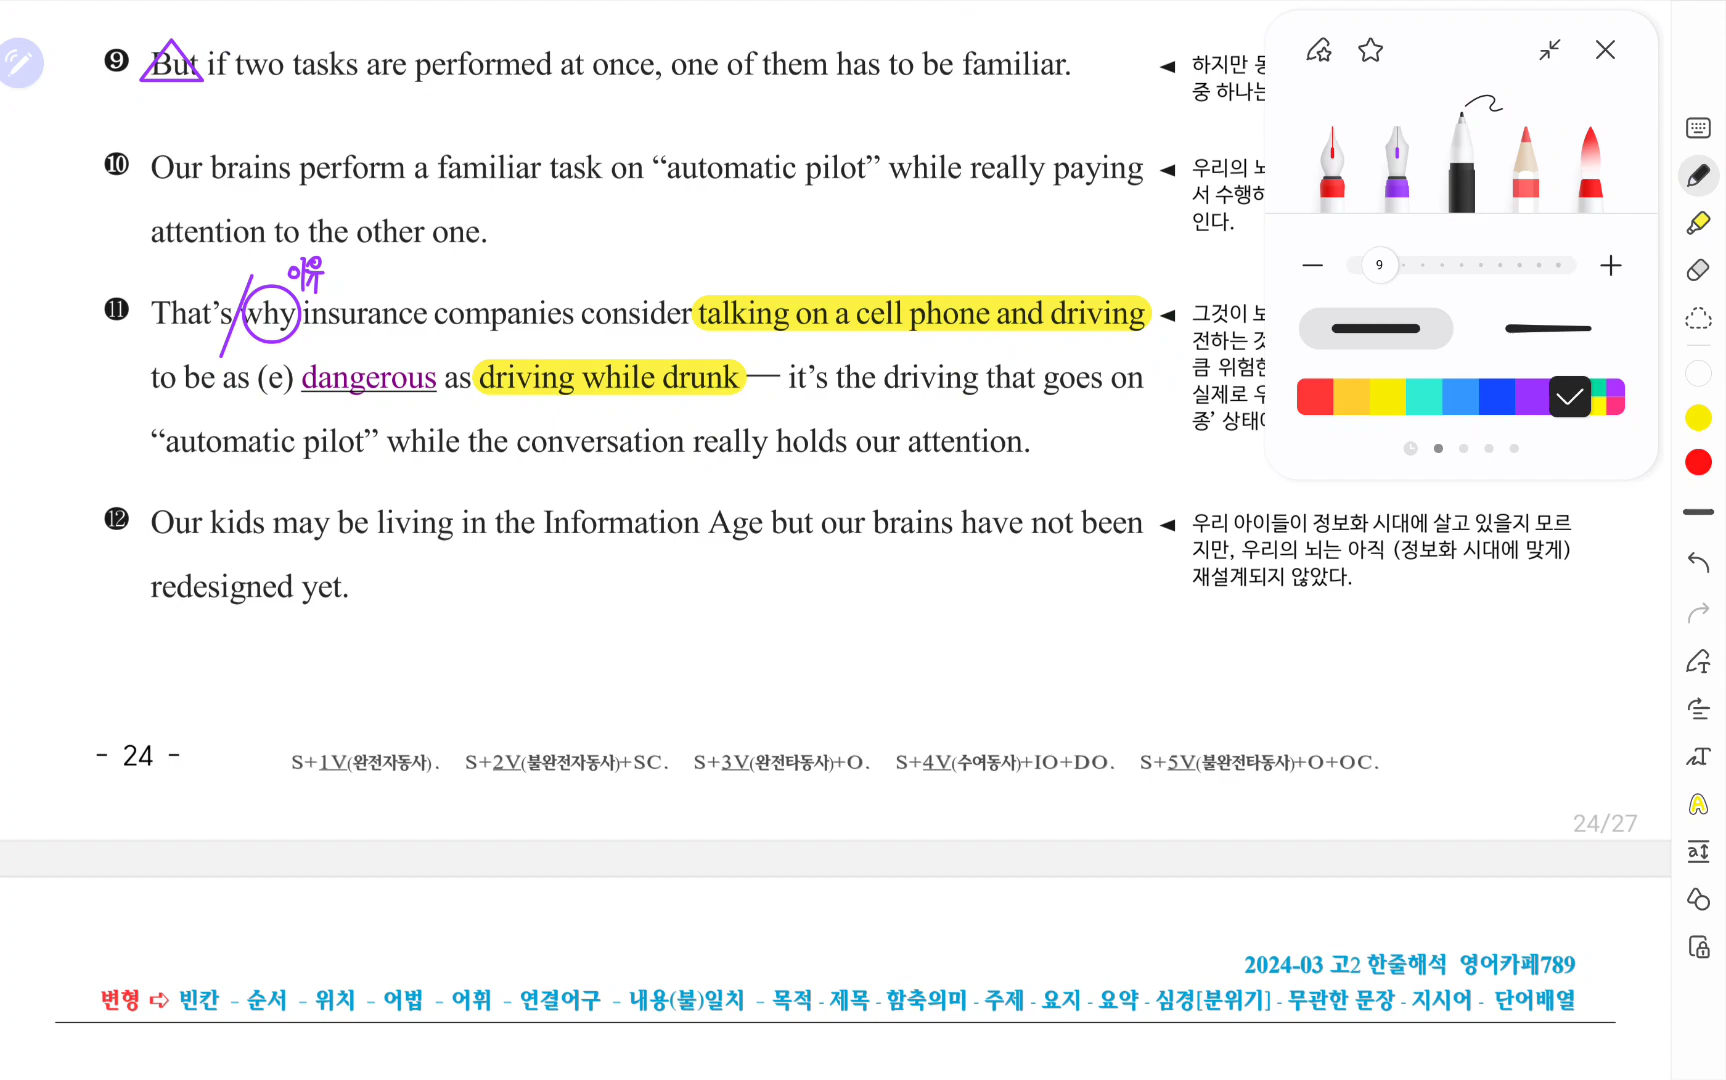 ❾ But if two tasks are performed at once, one of them has to be familiar.
◄ 하지만 동
중 하나는
❿ Our brains perform a familiar task on “automatic pilot” while really paying
attention to the other one.
◄ 우리의 뇌
서 수행하
인다.
이유
⓫ That’s why insurance companies consider talking on a cell phone and driving
to be as (e) dangerous as driving while drunk — it’s the driving that goes on
“automatic pilot” while the conversation really holds our attention.
◄ 그것이 보
전하는 것
큼 위험한
실제로 우
종’ 상태에
9
⓬ Our kids may be living in the Information Age but our brains have not been
redesigned yet.
◄ 우리 아이들이 정보화 시대에 살고 있을지 모르
지만, 우리의 뇌는 아직 (정보화 시대에 맞게)
재설계되지 않았다.
- 24 -
S+1V(완전자동사). S+2V(불완전자동사)+SC. S+3V(완전타동사)+O. S+4V(수여동사)+IO+DO. S+5V(불완전타동사)+O+OC.
24/27
2024-03 고2 한줄해석 영어카페789
변형 ➪ 빈칸 - 순서 - 위치 - 어법 - 어휘 - 연결어구 - 내용(불)일치 - 목적 - 제목 - 함축의미 - 주제 - 요지 - 요약 - 심경[분위기] - 무관한 문장 - 지시어 - 단어배열